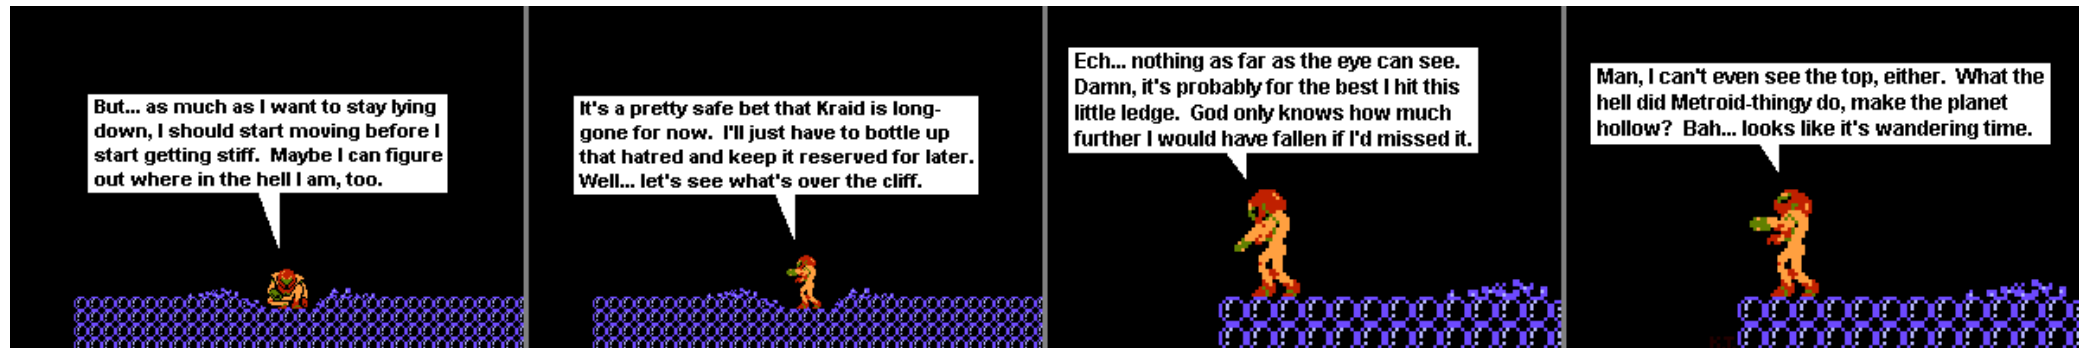 But... as much as I want to stay lying
down, I should start moving before I
start getting stiff.  Maybe I can figure
out where in the hell I am, too.
It's a pretty safe bet that Kraid is long-
gone for now.  I'll just have to bottle up
that hatred and keep it reserved for later.
Well... let's see what's over the cliff.
Ech... nothing as far as the eye can see.
Damn, it's probably for the best I hit this
little ledge.  God only knows how much
further I would have fallen if I'd missed it.
Man, I can't even see the top, either.  What the
hell did Metroid-thingy do, make the planet
hollow?  Bah... looks like it's wandering time.